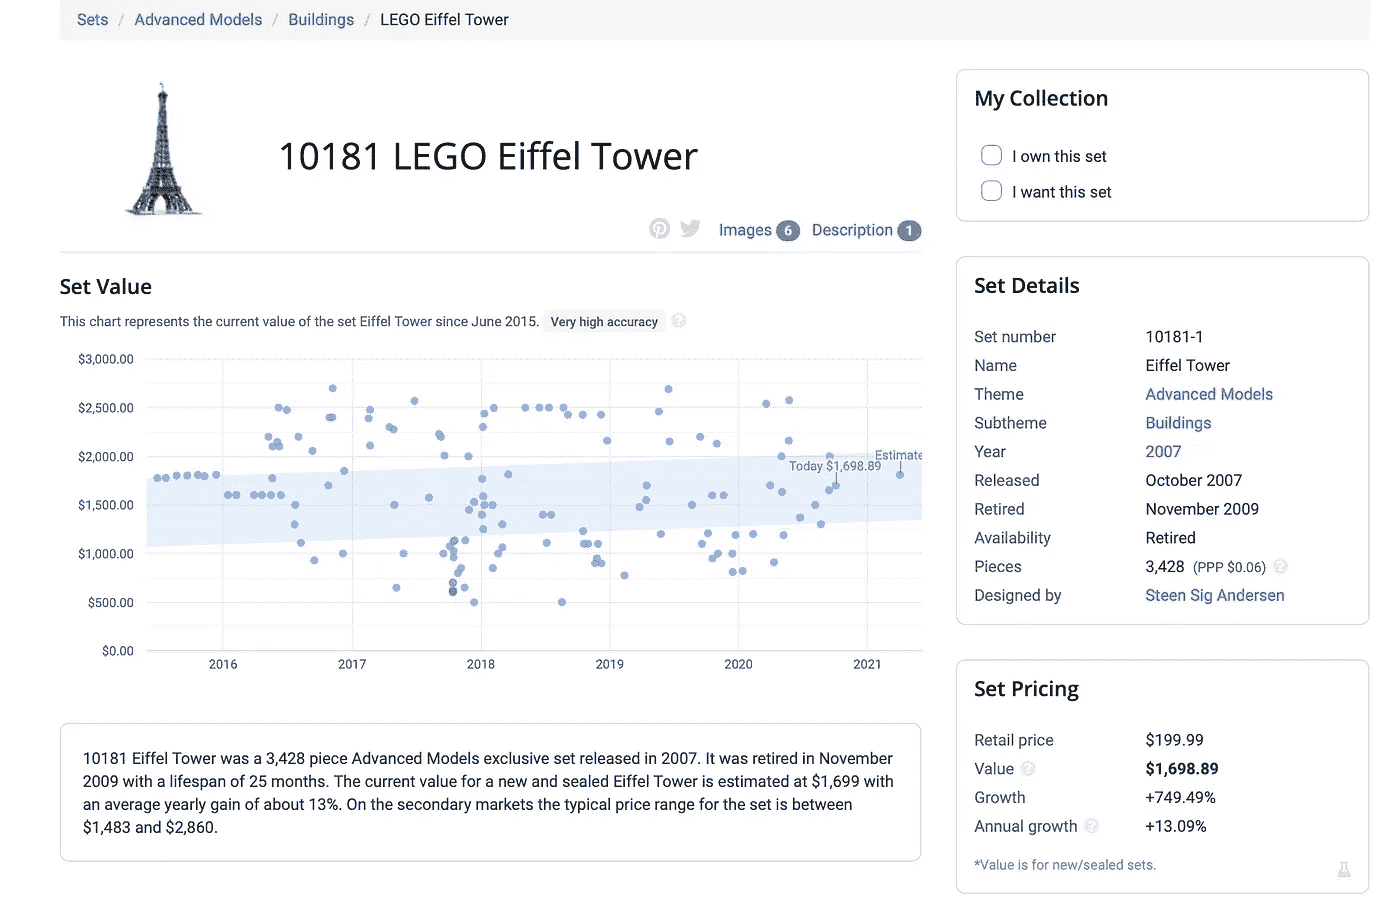 Sets / Advanced Models / Buildings / LEGO Eiffel Tower
10181 LEGO Eiffel Tower
Images 6 Description 1
Set Value
This chart represents the current value of the set Eiffel Tower since June 2015. Very high accuracy
$3,000.00
$2,500.00
$2,000.00
$1,500.00
$1,000.00
$500.00
$0.00
Estimate
Today $1,698.89
2016 2017 2018 2019 2020 2021
10181 Eiffel Tower was a 3,428 piece Advanced Models exclusive set released in 2007. It was retired in November
2009 with a lifespan of 25 months. The current value for a new and sealed Eiffel Tower is estimated at $1,699 with
an average yearly gain of about 13%. On the secondary markets the typical price range for the set is between
$1,483 and $2,860.
My Collection
I own this set
I want this set
Set Details
Set number 10181-1
Name Eiffel Tower
Theme Advanced Models
Subtheme Buildings
Year 2007
Released October 2007
Retired November 2009
Availability Retired
Pieces 3,428 (PPP $0.06)
Designed by Steen Sig Andersen
Set Pricing
Retail price $199.99
Value $1,698.89
Growth +749.49%
Annual growth +13.09%
*Value is for new/sealed sets.